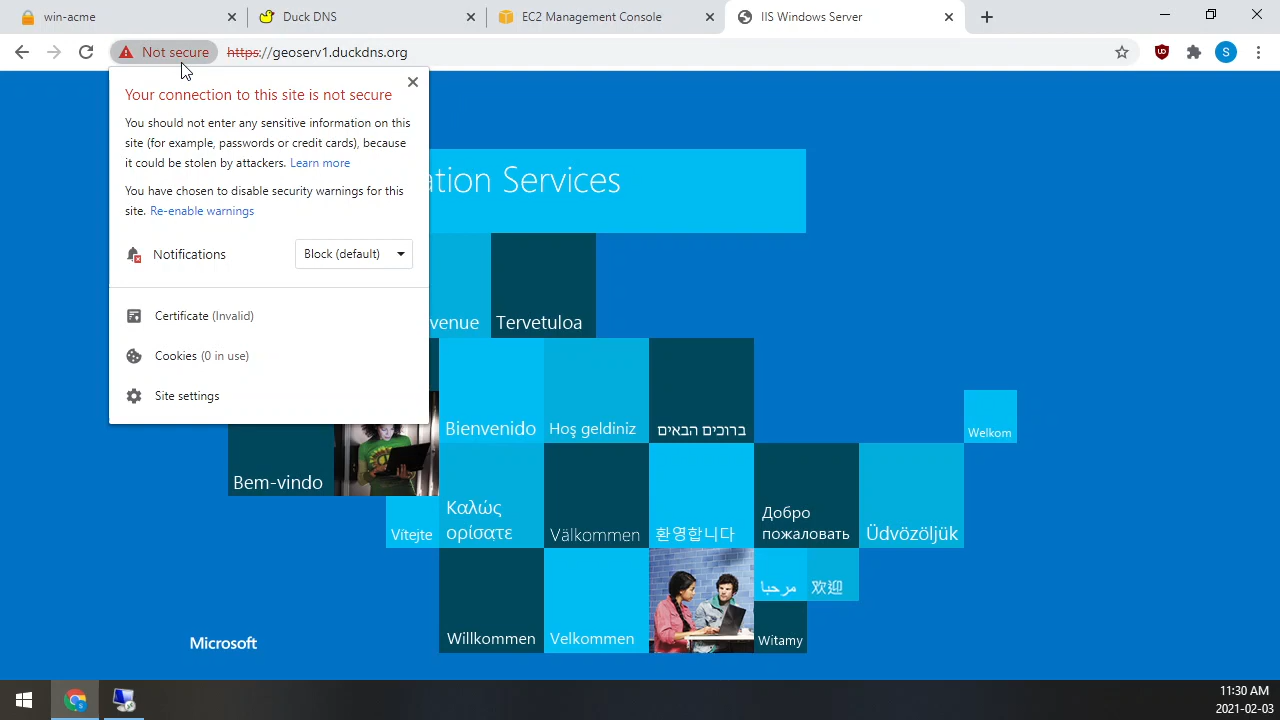 win-acme
Duck DNS
EC2 Management Console
IIS Windows Server
Not secure
https://geoserv1.duckdns.org
S
Your connection to this site is not secure
You should not enter any sensitive information on this
site (for example, passwords or credit cards), because
it could be stolen by attackers. Learn more
You have chosen to disable security warnings for this
site. Re-enable warnings
Notifications
Block (default)
Certificate (Invalid)
Cookies (0 in use)
Site settings
ation Services
venue
Tervetuloa
Bienvenido
Hoş geldiniz
ברוכים הבאים
Welkom
Bem-vindo
Vítejte
Καλώς
ορίσατε
Välkommen
환영합니다
Добро
пожаловать
Üdvözöljük
مرحبا
欢迎
Microsoft
Willkommen
Velkommen
Witamy
11:30 AM
2021-02-03